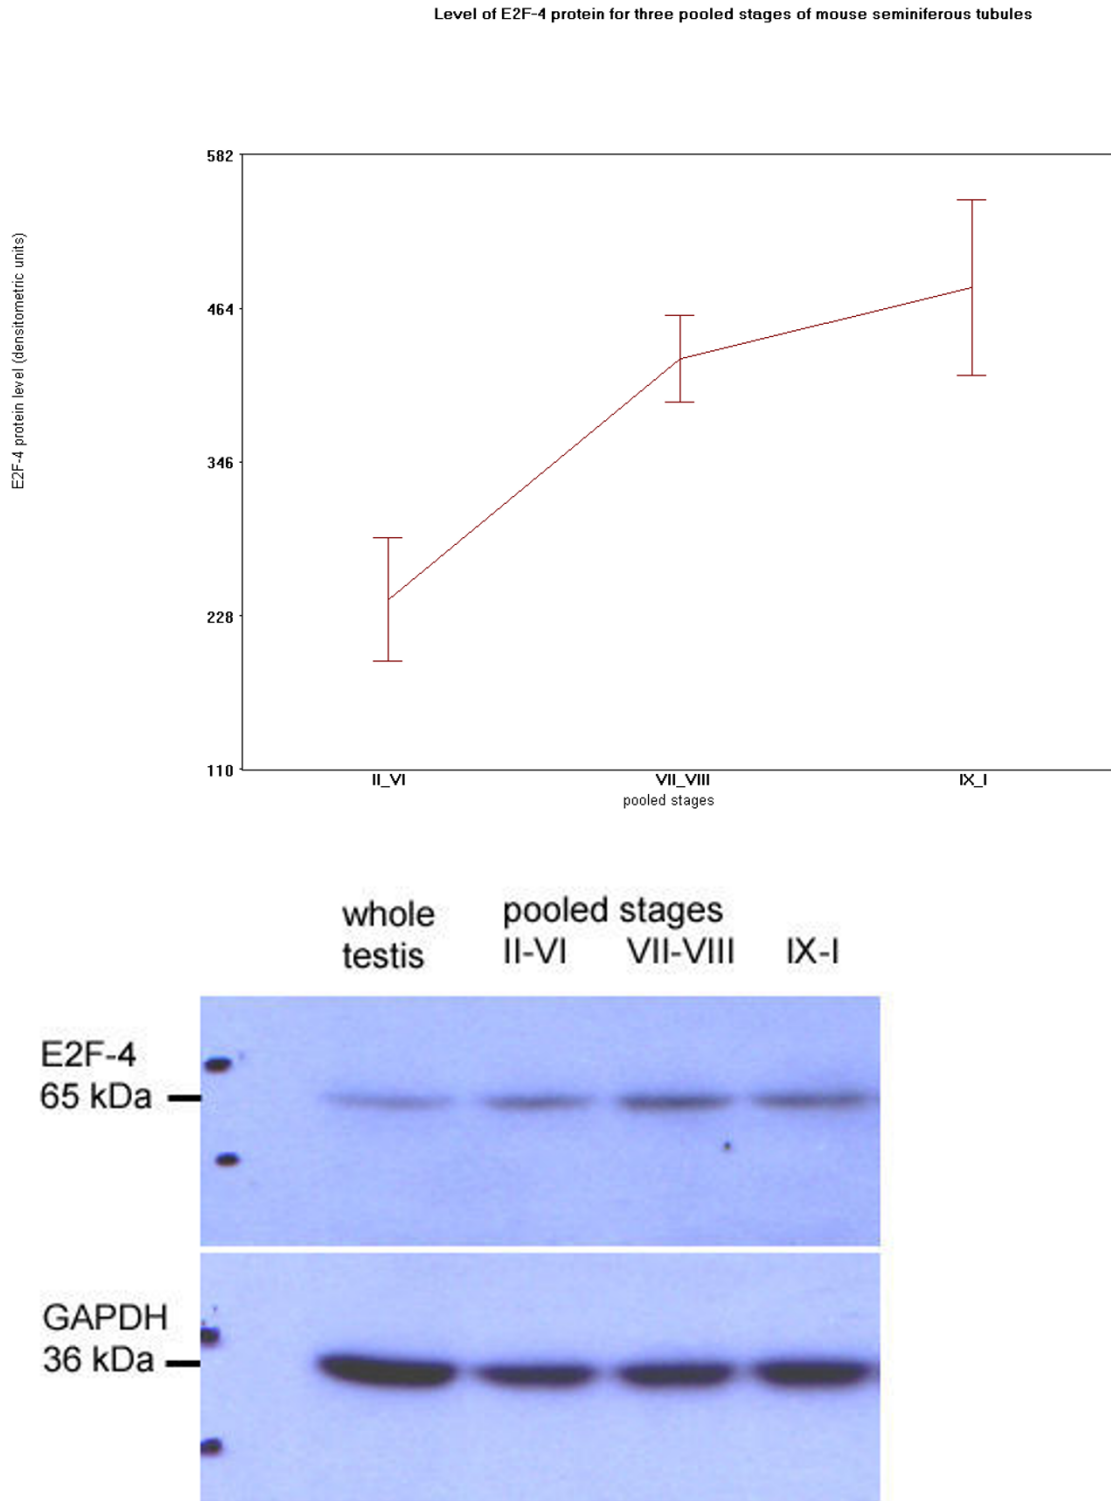 Level of E2F-4 protein for three pooled stages of mouse seminiferous tubules
582
464
346
228
110
E2F-4 protein level (densitometric units)
II_VI
VII_VIII
IX_I
pooled stages
whole
testis
pooled stages
II-VI
VII-VIII
IX-I
E2F-4
65 kDa
GAPDH
36 kDa